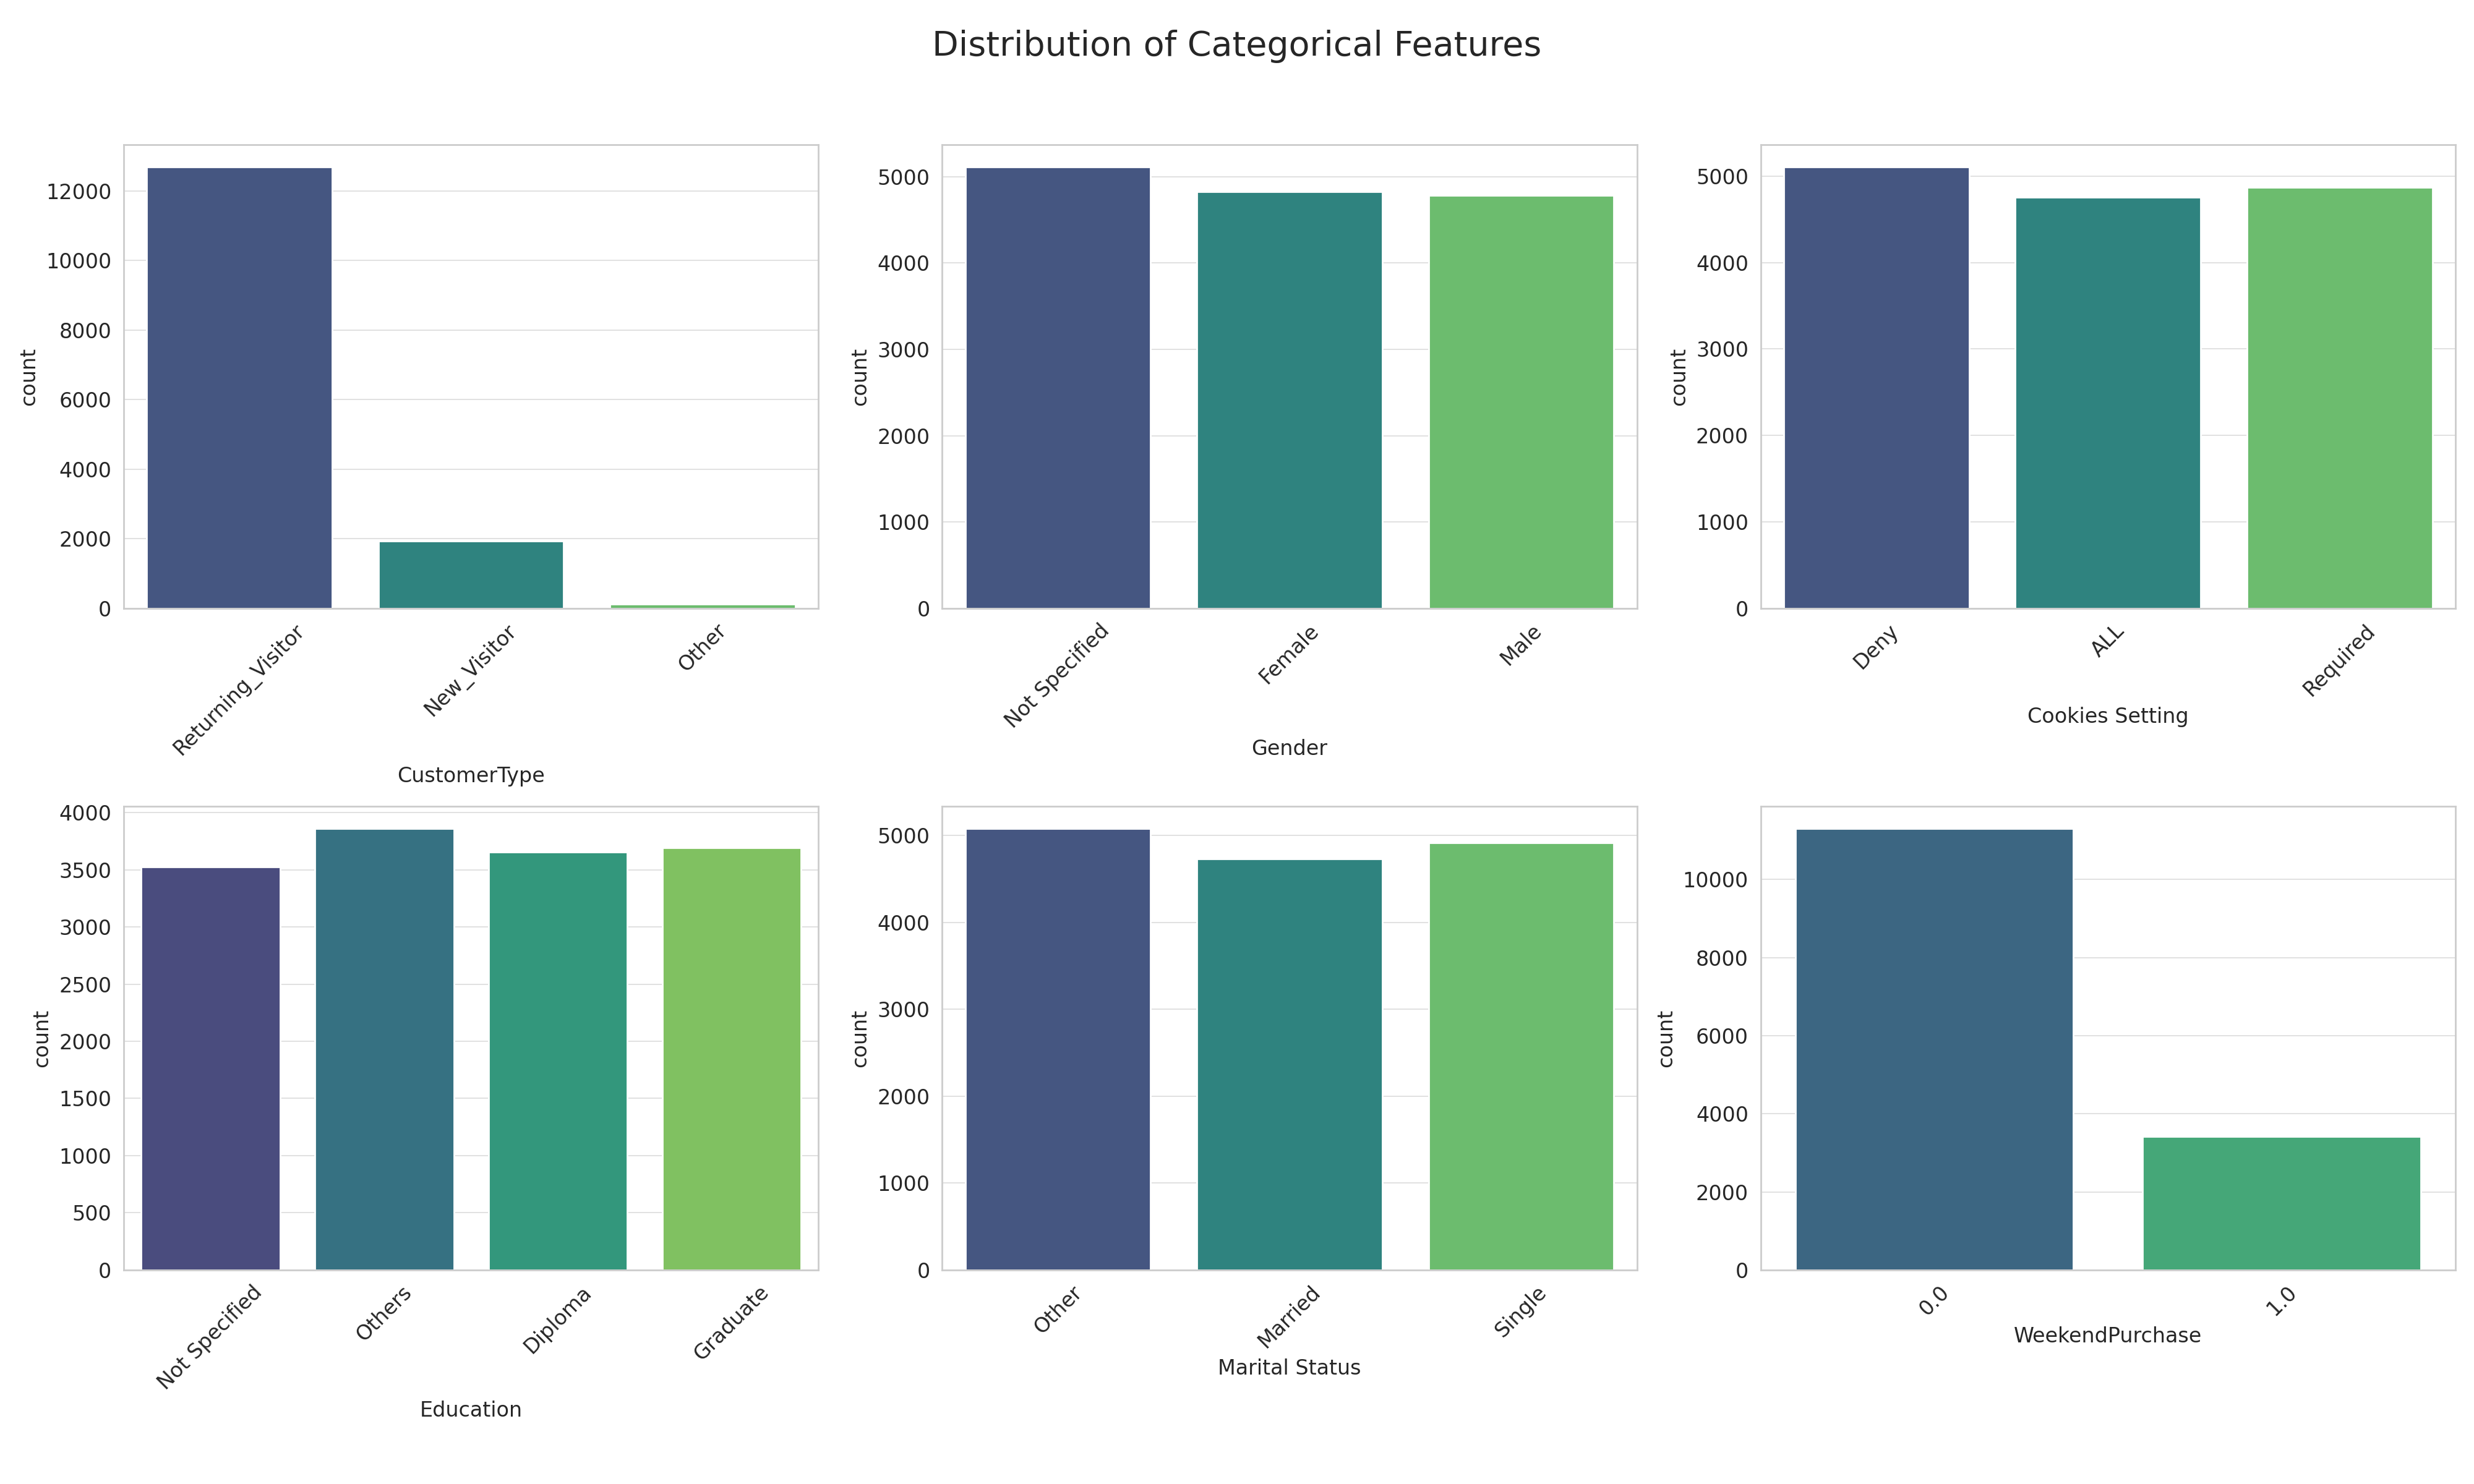 Distribution of Categorical Features
count
12000
10000
8000
6000
4000
2000
0
Returning_Visitor
New_Visitor
Other
CustomerType
count
5000
4000
3000
2000
1000
0
Not Specified
Female
Male
Gender
count
5000
4000
3000
2000
1000
0
Deny
ALL
Required
Cookies Setting
count
4000
3500
3000
2500
2000
1500
1000
500
0
Not Specified
Others
Diploma
Graduate
Education
count
5000
4000
3000
2000
1000
0
Other
Married
Single
Marital Status
count
10000
8000
6000
4000
2000
0
0.0
1.0
WeekendPurchase